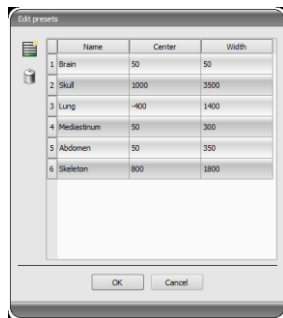 Edit presets
Name Center Width
1 Brain 50 50
2 Skull 1000 3500
3 Lung -400 1400
4 Mediastinum 50 300
5 Abdomen 50 350
6 Skeleton 800 1800
OK Cancel